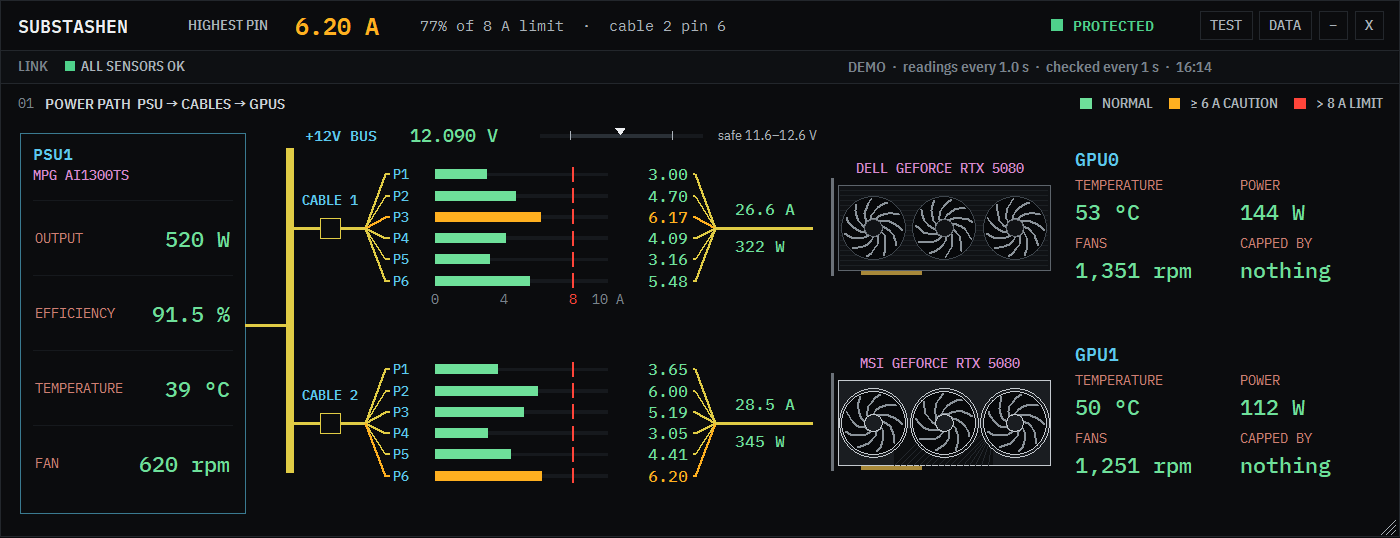 SUBSTASHEN HIGHEST PIN 6.20 A 77% of 8 A limit · cable 2 pin 6 PROTECTED TEST DATA − X
LINK ALL SENSORS OK DEMO · readings every 1.0 s · checked every 1 s · 16:14
01 POWER PATH PSU → CABLES → GPUS NORMAL ≥ 6 A CAUTION > 8 A LIMIT
+12V BUS 12.090 V safe 11.6–12.6 V
PSU1
MPG AI1300TS
OUTPUT 520 W
EFFICIENCY 91.5 %
TEMPERATURE 39 °C
FAN 620 rpm
CABLE 1
P1 3.00
P2 4.70
P3 6.17
P4 4.09
P5 3.16
P6 5.48
0 4 8 10 A
26.6 A
322 W
DELL GEFORCE RTX 5080
GPU0
TEMPERATURE POWER
53 °C 144 W
FANS CAPPED BY
1,351 rpm nothing
CABLE 2
P1 3.65
P2 6.00
P3 5.19
P4 3.05
P5 4.41
P6 6.20
28.5 A
345 W
MSI GEFORCE RTX 5080
GPU1
TEMPERATURE POWER
50 °C 112 W
FANS CAPPED BY
1,251 rpm nothing